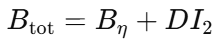 B_tot = B_η + DI_2